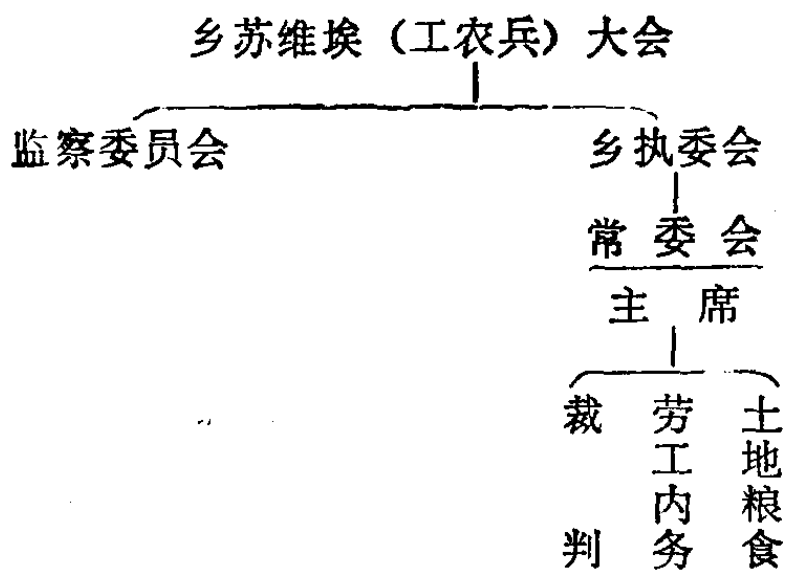 乡苏维埃（工农兵）大会
监察委员会
乡执委会
常委会
主席
裁判
劳工内务
土地粮食